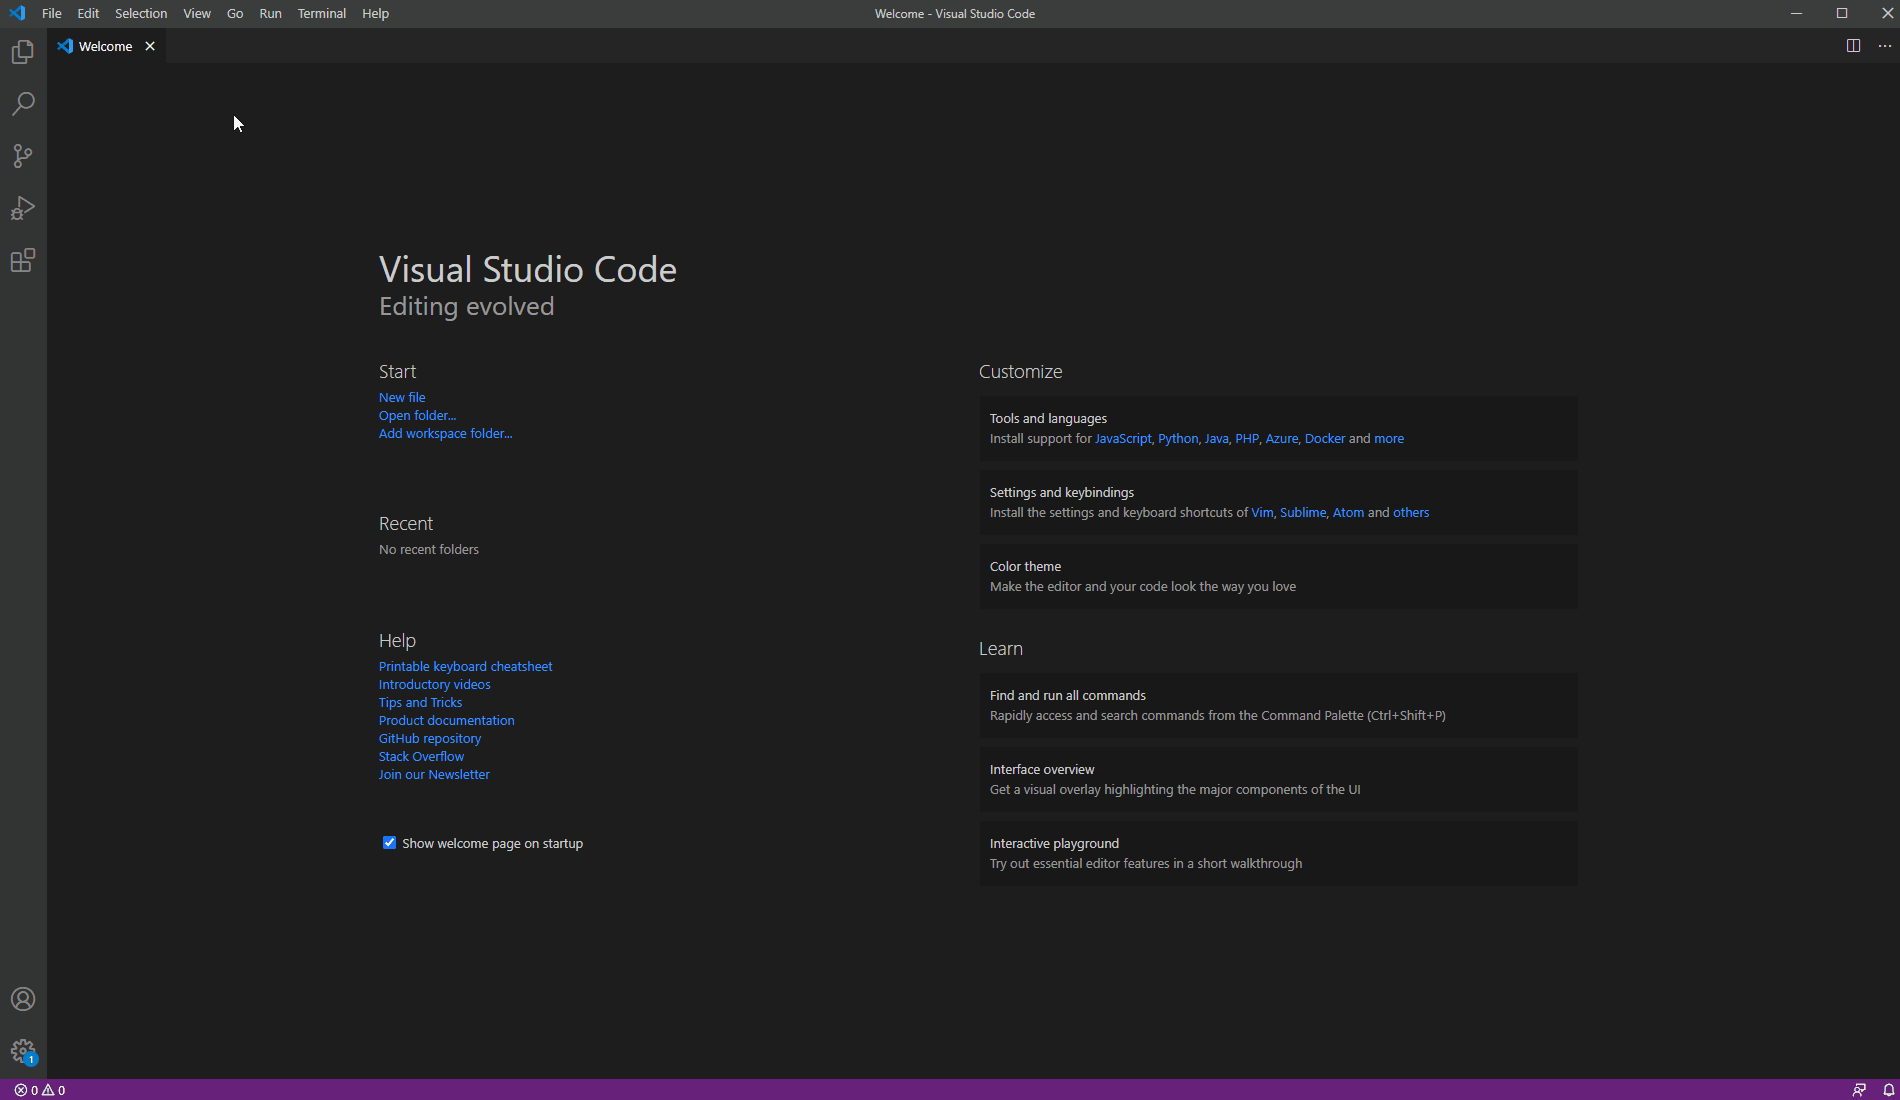 File Edit Selection View Go Run Terminal Help
Welcome - Visual Studio Code
Welcome
Visual Studio Code
Editing evolved
Start
New file
Open folder...
Add workspace folder...
Recent
No recent folders
Help
Printable keyboard cheatsheet
Introductory videos
Tips and Tricks
Product documentation
GitHub repository
Stack Overflow
Join our Newsletter
Show welcome page on startup
Customize
Tools and languages
Install support for JavaScript, Python, Java, PHP, Azure, Docker and more
Settings and keybindings
Install the settings and keyboard shortcuts of Vim, Sublime, Atom and others
Color theme
Make the editor and your code look the way you love
Learn
Find and run all commands
Rapidly access and search commands from the Command Palette (Ctrl+Shift+P)
Interface overview
Get a visual overlay highlighting the major components of the UI
Interactive playground
Try out essential editor features in a short walkthrough
1
0 0